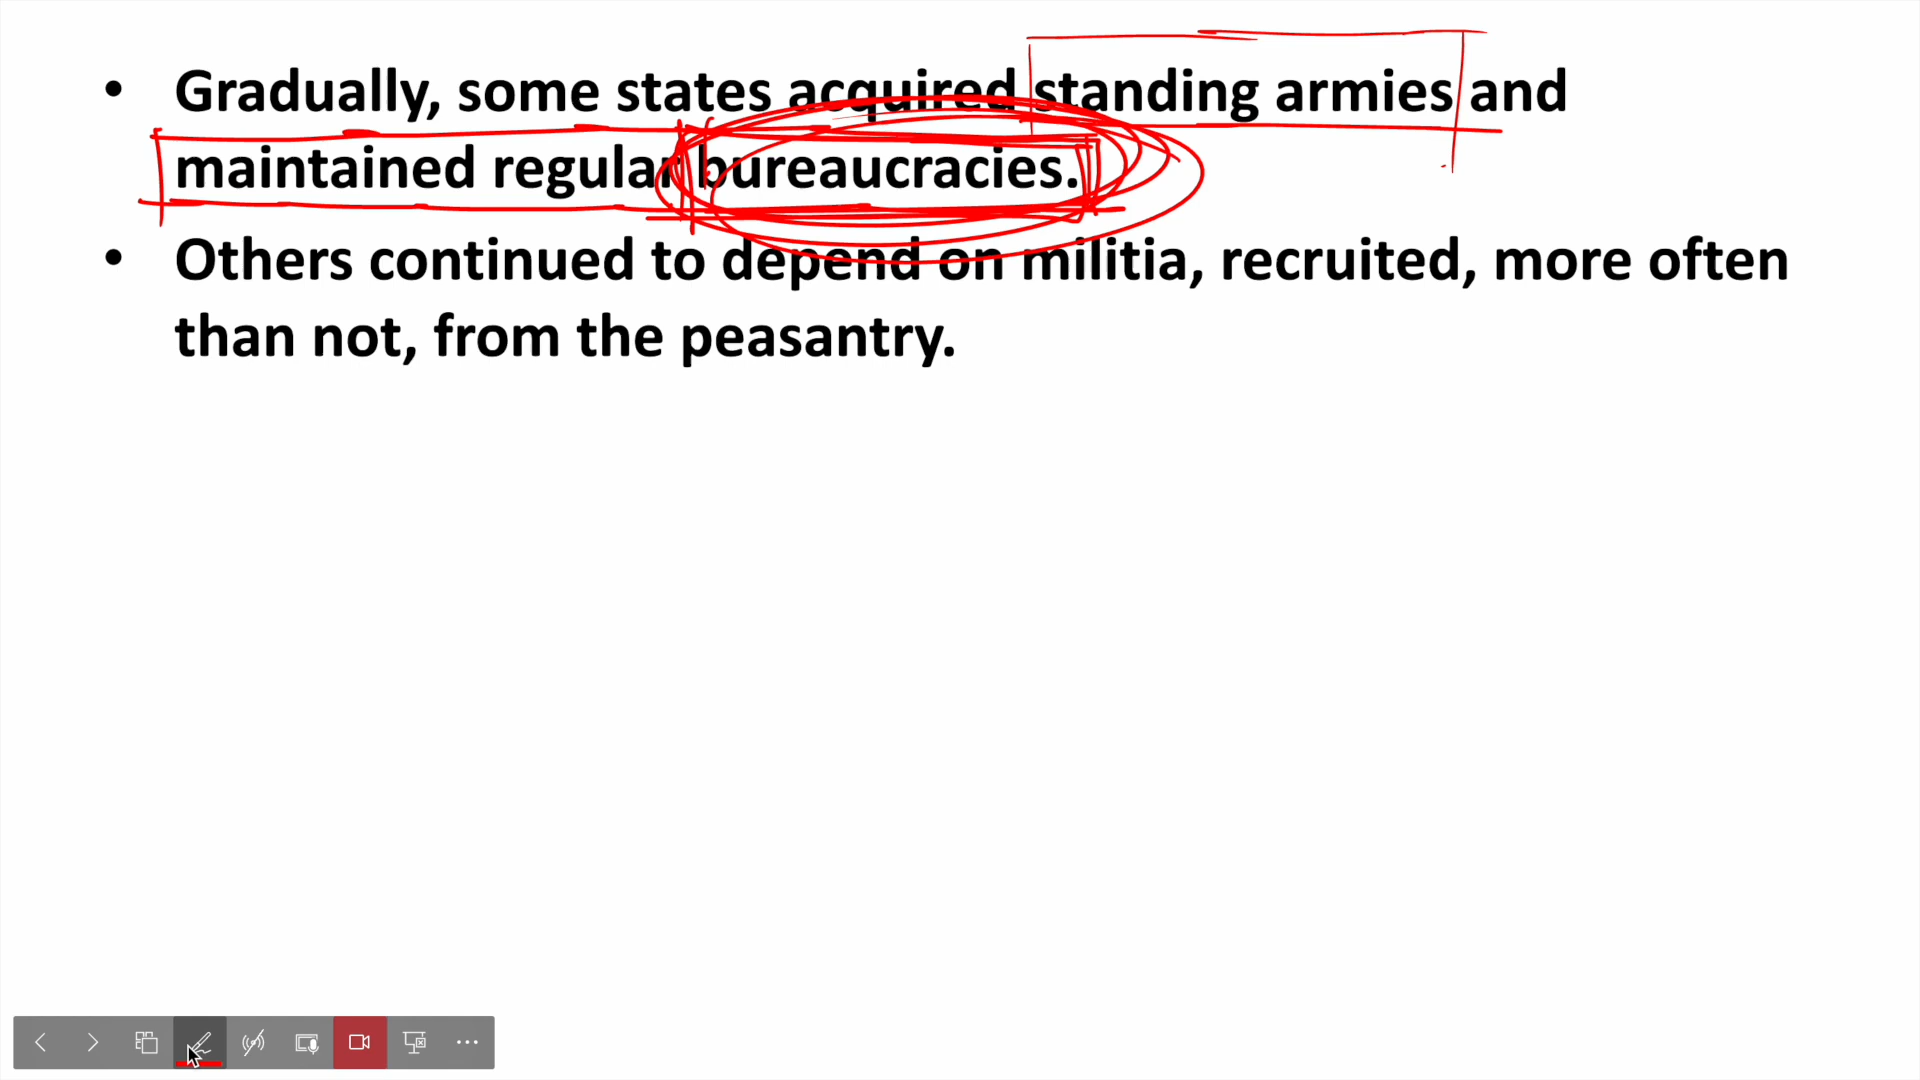 • Gradually, some states acquired standing armies and
maintained regular bureaucracies.
• Others continued to depend on militia, recruited, more often
than not, from the peasantry.